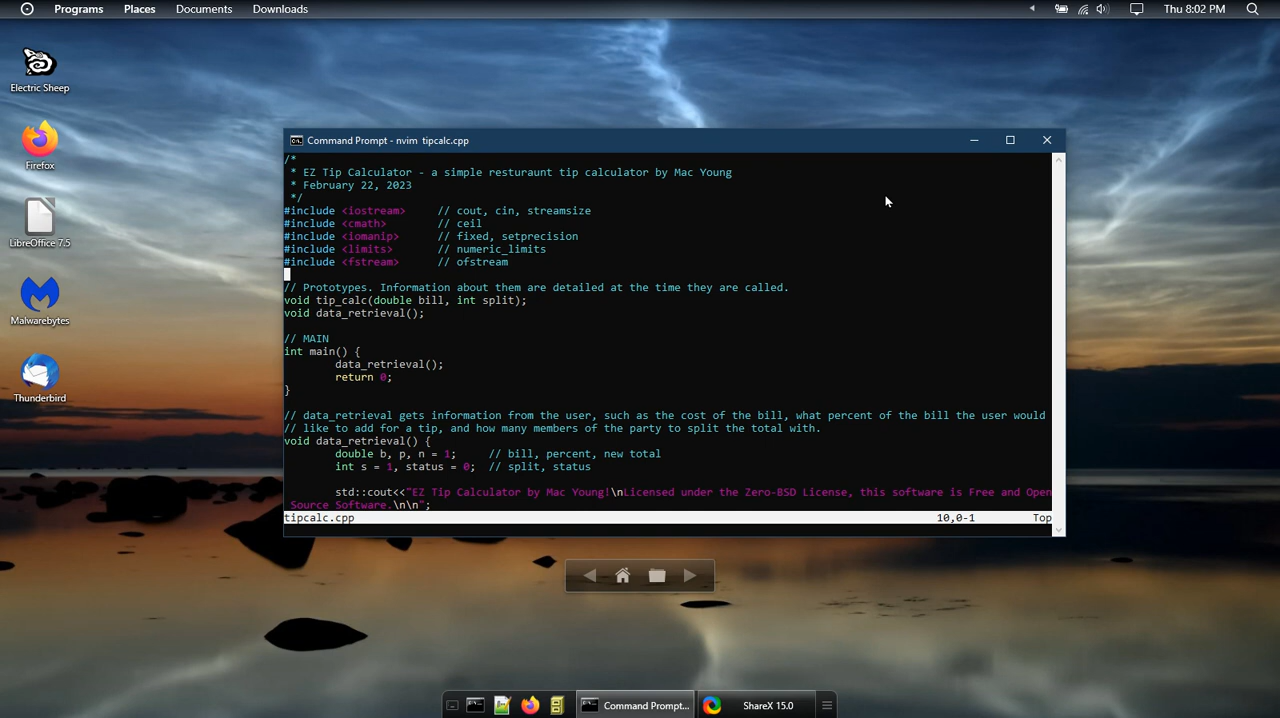 Programs Places Documents Downloads Thu 8:02 PM
Electric Sheep
Firefox
LibreOffice 7.5
Malwarebytes
Thunderbird
Command Prompt - nvim  tipcalc.cpp
/*
 * EZ Tip Calculator - a simple resturaunt tip calculator by Mac Young
 * February 22, 2023
 */
#include <iostream>     // cout, cin, streamsize
#include <cmath>        // ceil
#include <iomanip>      // fixed, setprecision
#include <limits>       // numeric_limits
#include <fstream>      // ofstream
// Prototypes. Information about them are detailed at the time they are called.
void tip_calc(double bill, int split);
void data_retrieval();
// MAIN
int main() {
        data_retrieval();
        return 0;
}
// data_retrieval gets information from the user, such as the cost of the bill, what percent of the bill the user would
// like to add for a tip, and how many members of the party to split the total with.
void data_retrieval() {
        double b, p, n = 1;     // bill, percent, new total
        int s = 1, status = 0;  // split, status
        std::cout<<"EZ Tip Calculator by Mac Young!\nLicensed under the Zero-BSD License, this software is Free and Open
 Source Software.\n\n";
tipcalc.cpp 10,0-1 Top
Command Prompt... ShareX 15.0